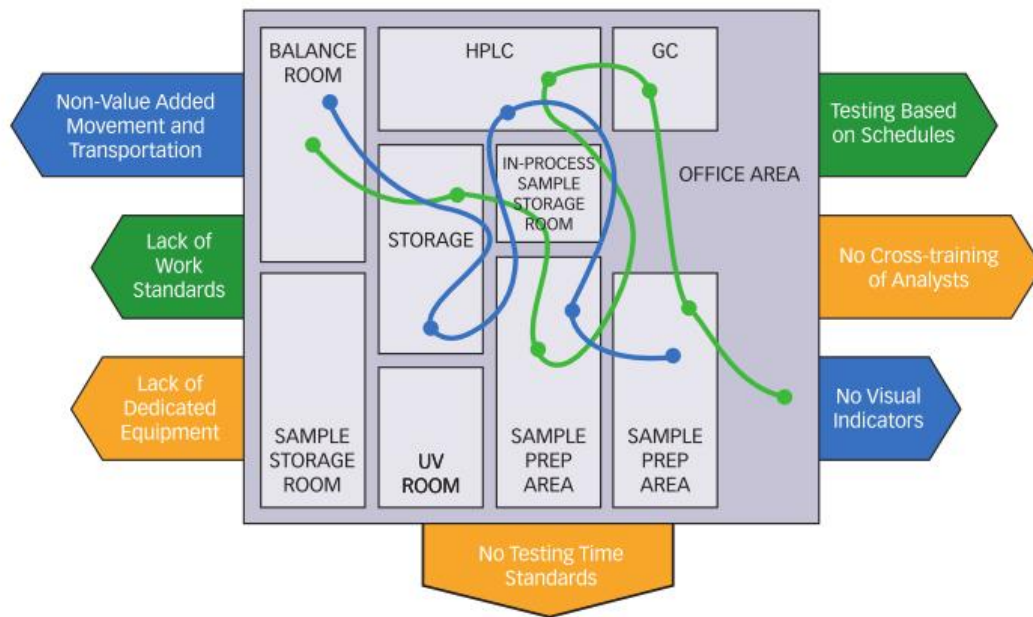 BALANCE
ROOM
HPLC
GC
Non-Value Added
Movement and
Transportation
Testing Based
on Schedules
IN-PROCESS
SAMPLE
STORAGE
ROOM
OFFICE AREA
STORAGE
Lack of
Work
Standards
No Cross-training
of Analysts
Lack of
Dedicated
Equipment
No Visual
Indicators
SAMPLE
STORAGE
ROOM
UV
ROOM
SAMPLE
PREP
AREA
SAMPLE
PREP
AREA
No Testing Time
Standards